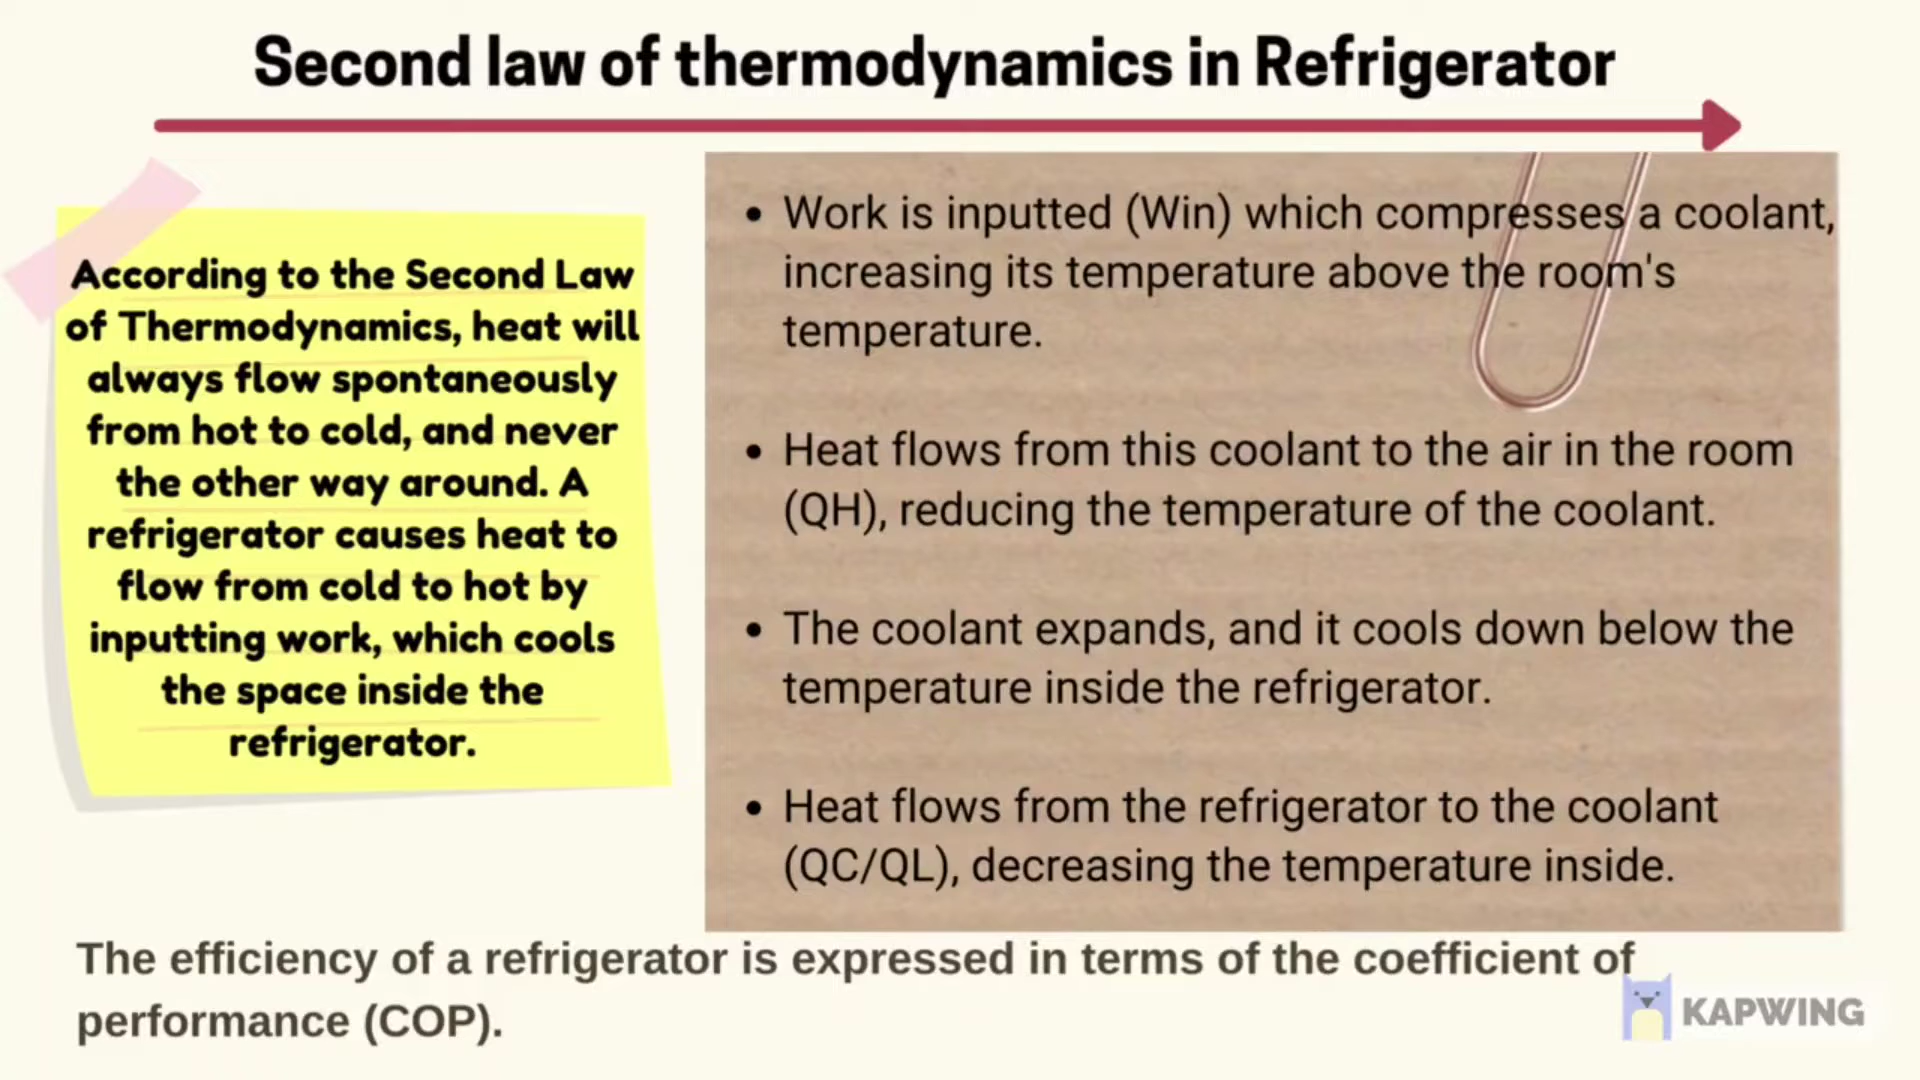 Second law of thermodynamics in Refrigerator
According to the Second Law
of Thermodynamics, heat will
always flow spontaneously
from hot to cold, and never
the other way around. A
refrigerator causes heat to
flow from cold to hot by
inputting work, which cools
the space inside the
refrigerator.
• Work is inputted (Win) which compresses a coolant,
increasing its temperature above the room's
temperature.
• Heat flows from this coolant to the air in the room
(QH), reducing the temperature of the coolant.
• The coolant expands, and it cools down below the
temperature inside the refrigerator.
• Heat flows from the refrigerator to the coolant
(QC/QL), decreasing the temperature inside.
The efficiency of a refrigerator is expressed in terms of the coefficient of
performance (COP).
KAPWING